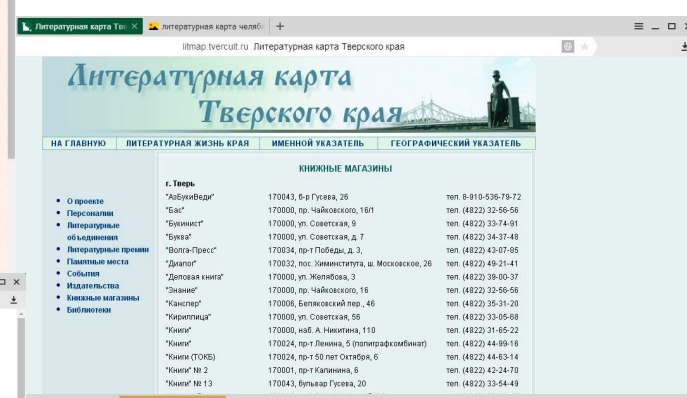 Литературная карта Тве
литературная карта челяб
litmap.tvercult.ru Литературная карта Тверского края
Литературная карта
Тверского края
НА ГЛАВНУЮ ЛИТЕРАТУРНАЯ ЖИЗНЬ КРАЯ ИМЕННОЙ УКАЗАТЕЛЬ ГЕОГРАФИЧЕСКИЙ УКАЗАТЕЛЬ
О проекте
Персоналии
Литературные
объединения
Литературные премии
Памятные места
События
Издательства
Книжные магазины
Библиотеки
КНИЖНЫЕ МАГАЗИНЫ
г. Тверь
"АзБукиВеди" 170043, б-р Гусева, 26 тел. 8-910-536-79-72
"Бас" 170000, пр. Чайковского, 16/1 тел. (4822) 32-56-56
"Букинист" 170000, ул. Советская, 9 тел. (4822) 33-74-91
"Буква" 170000, ул. Советская, д. 7 тел. (4822) 34-37-48
"Волга-Пресс" 170034, пр-т Победы, д. 3, тел. (4822) 43-07-85
"Диалог" 170032, пос. Химинститута, ш. Московское, 26 тел. (4822) 49-21-41
"Деловая книга" 170000, ул. Желябова, 3 тел. (4822) 39-00-37
"Знание" 170000, пр. Чайковского, 16 тел. (4822) 32-56-56
"Канслер" 170006, Беляковский пер., 46 тел. (4822) 35-31-20
"Кириллица" 170000, ул. Советская, 56 тел. (4822) 33-05-68
"Книги" 170000, наб. А. Никитина, 110 тел. (4822) 31-65-22
"Книги" 170024, пр-т Ленина, 5 (полиграфкомбинат) тел. (4822) 44-99-16
"Книги (ТОКБ) 170024, пр-т 50 лет Октября, 6 тел. (4822) 44-63-14
"Книги" № 2 170001, пр-т Калинина, 6 тел. (4822) 42-24-70
"Книги" № 13 170043, бульвар Гусева, 20 тел. (4822) 33-54-49